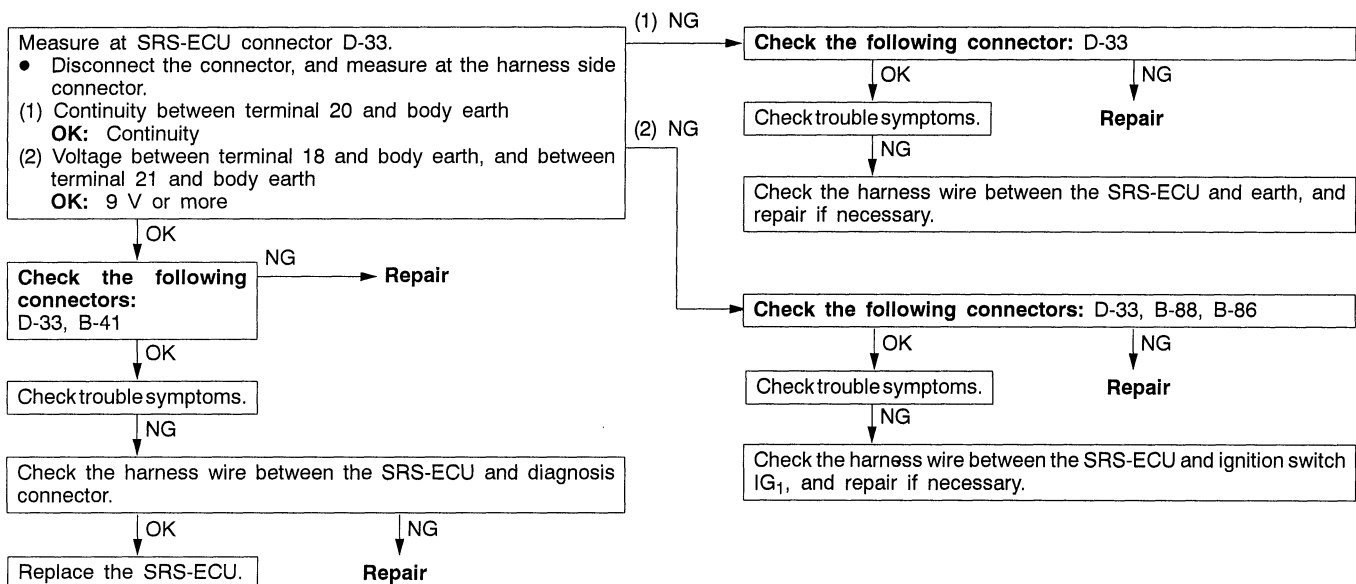 Measure at SRS-ECU connector D-33.
● Disconnect the connector, and measure at the harness side
connector.
(1) Continuity between terminal 20 and body earth
OK: Continuity
(2) Voltage between terminal 18 and body earth, and between
terminal 21 and body earth
OK: 9 V or more
(1) NG
Check the following connector: D-33
OK
NG
Check trouble symptoms.
Repair
NG
Check the harness wire between the SRS-ECU and earth, and
repair if necessary.
(2) NG
Check the following connectors: D-33, B-88, B-86
OK
NG
Check trouble symptoms.
Repair
NG
Check the harness wire between the SRS-ECU and ignition switch
IG1, and repair if necessary.
OK
Check the following
connectors:
D-33, B-41
NG
Repair
OK
Check trouble symptoms.
NG
Check the harness wire between the SRS-ECU and diagnosis
connector.
OK
NG
Replace the SRS-ECU.
Repair